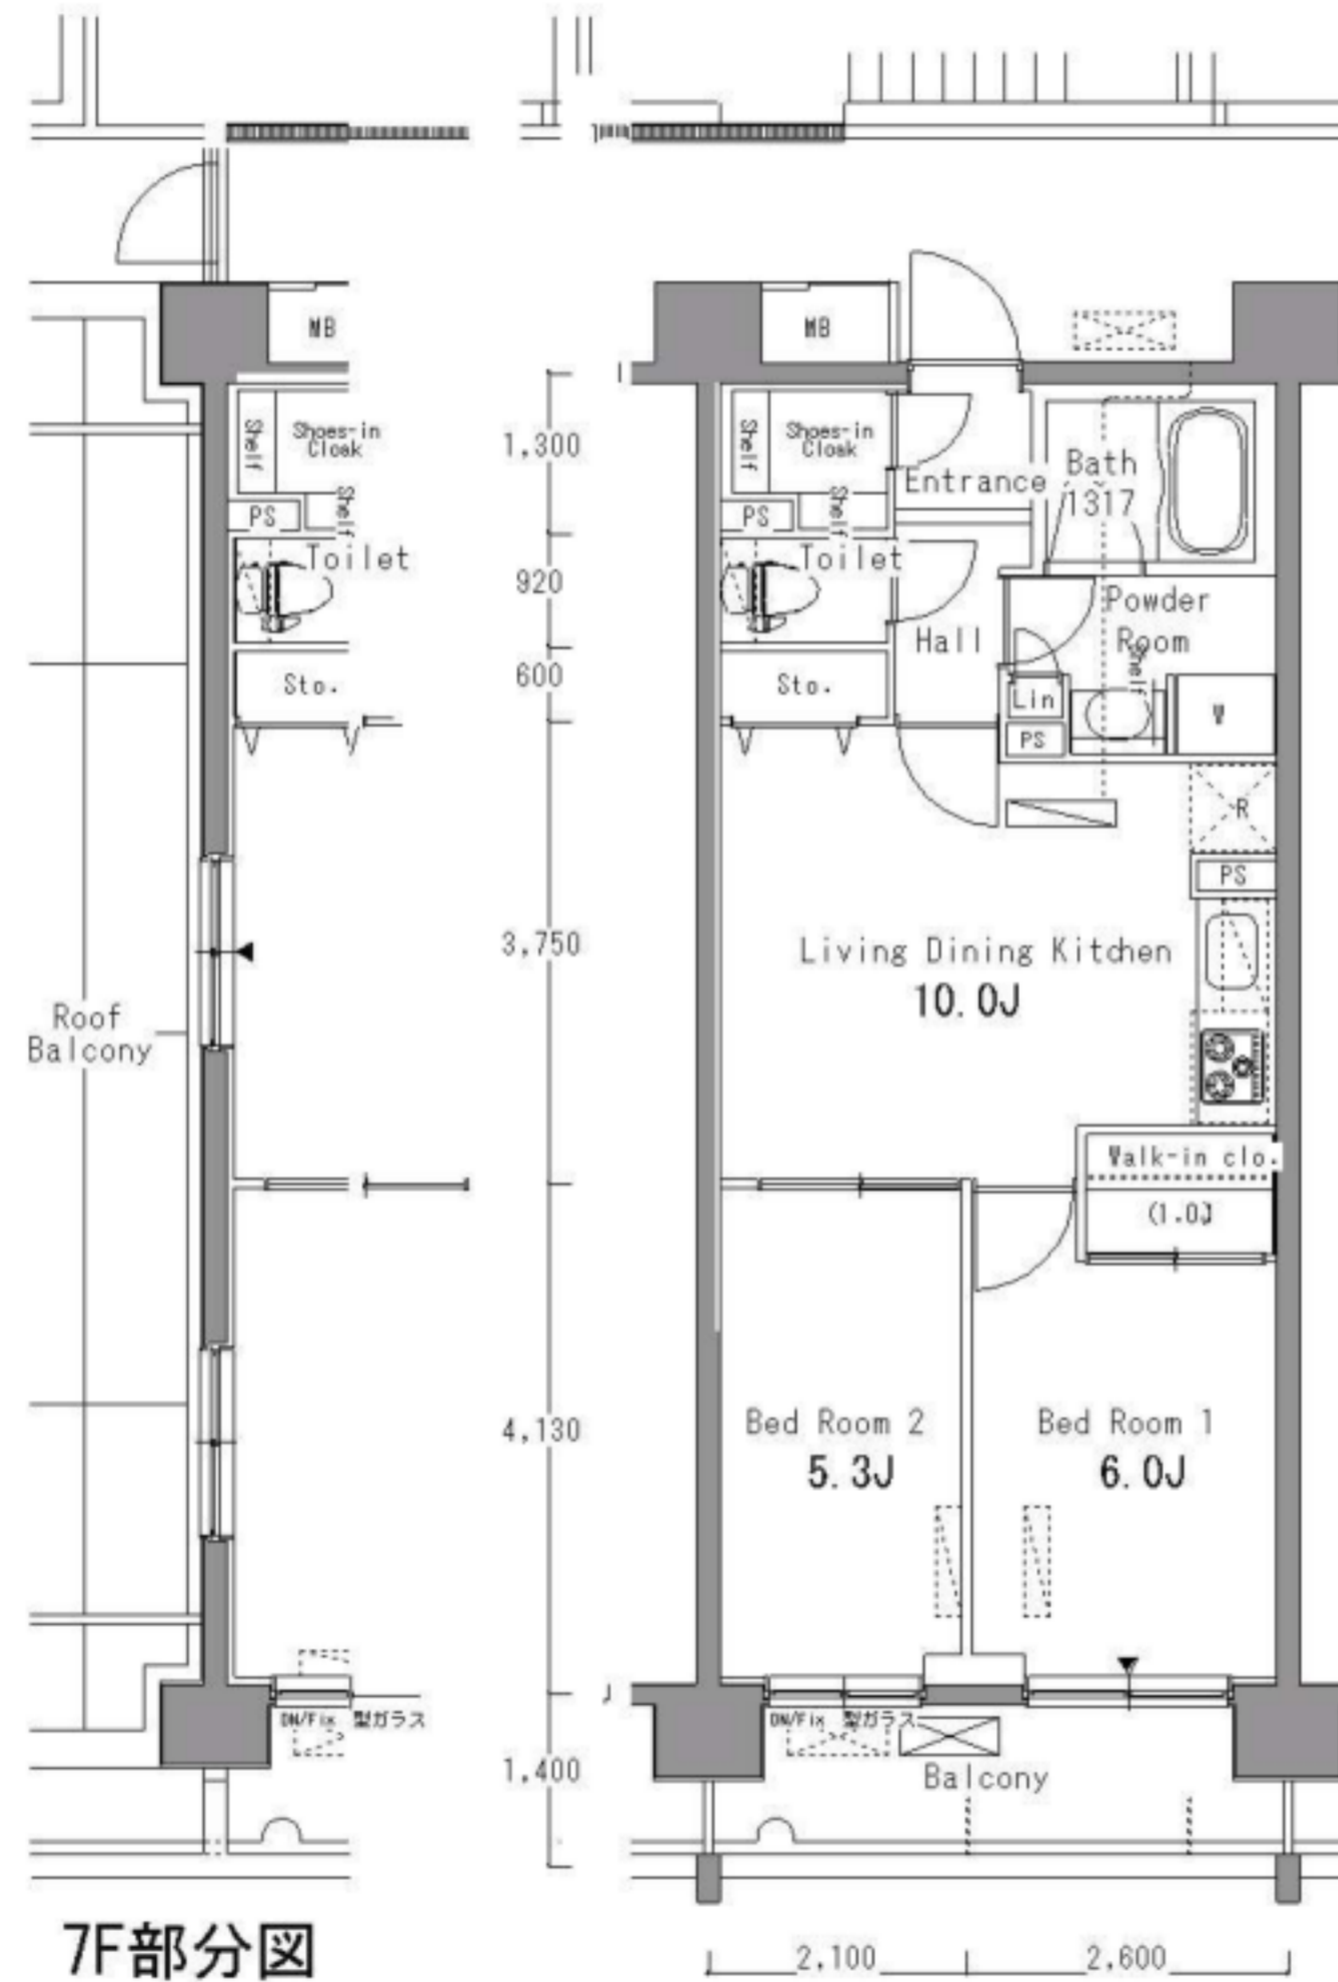 MB
Shelf
Shoes-in
Cloak
PS
Shelf
Toilet
Sto.
Roof
Balcony
DW/Fix 型ガラス
7F部分図
1,300
920
600
3,750
4,130
1,400
MB
Shelf
Shoes-in
Cloak
Entrance
Bath
1317
PS
Shelf
Toilet
Hall
Powder
Room
Shelf
Sto.
Lin
PS
W
R
PS
Living Dining Kitchen
10.0J
Walk-in clo.
(1.0J
Bed Room 2
5.3J
Bed Room 1
6.0J
DW/Fix 型ガラス
Balcony
2,100
2,600